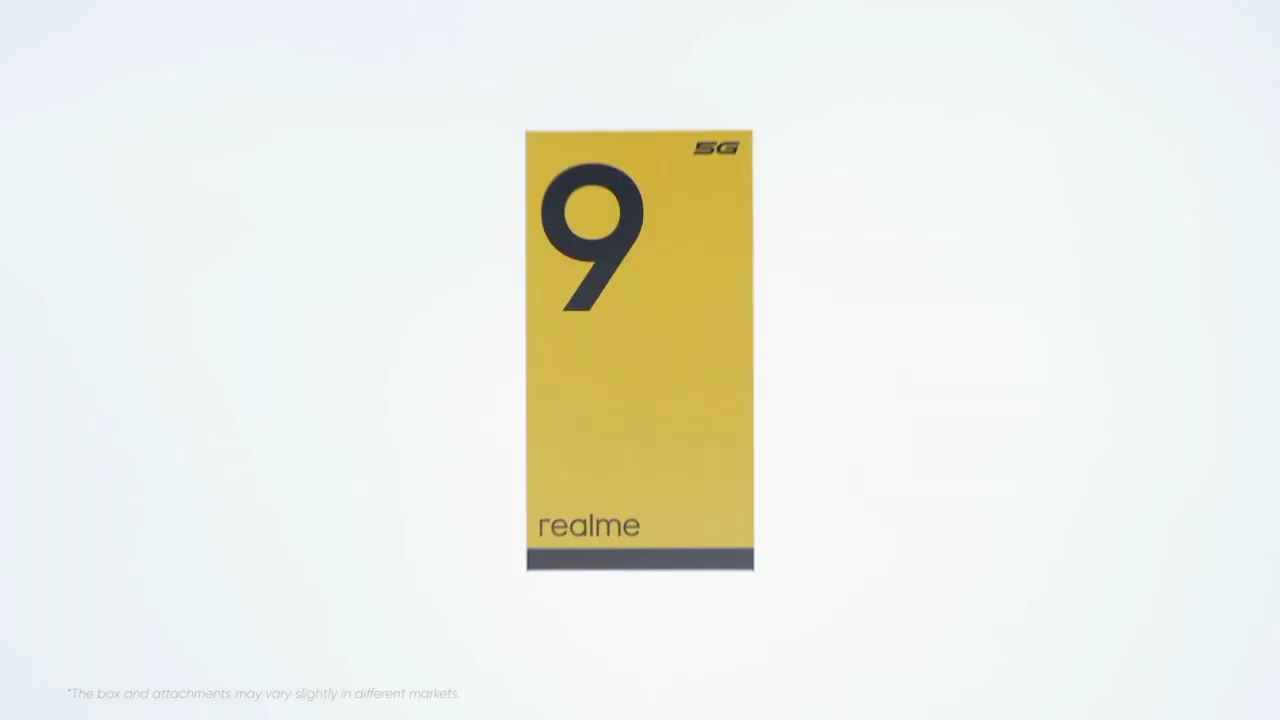 5G
9
realme
*The box and attachments may vary slightly in different markets.